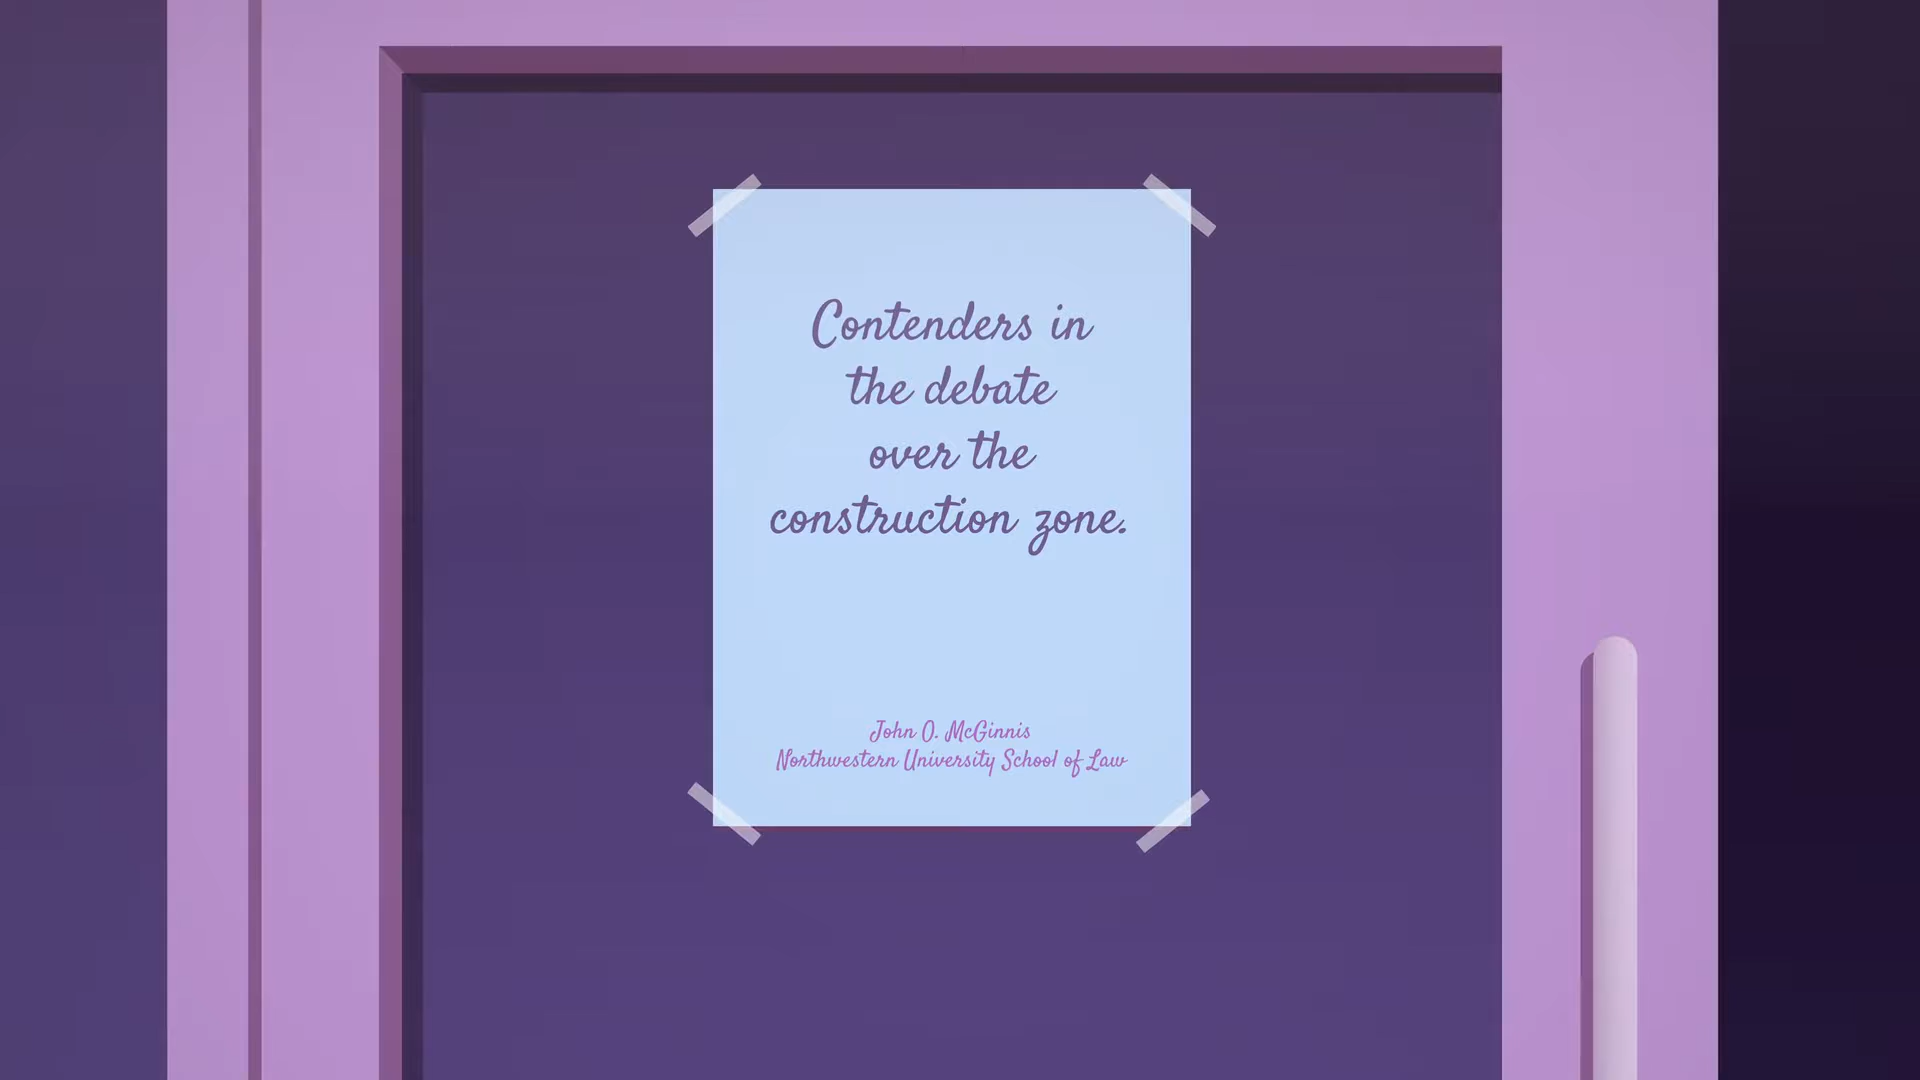 Contenders in
the debate
over the
construction zone.
John O. McGinnis
Northwestern University School of Law